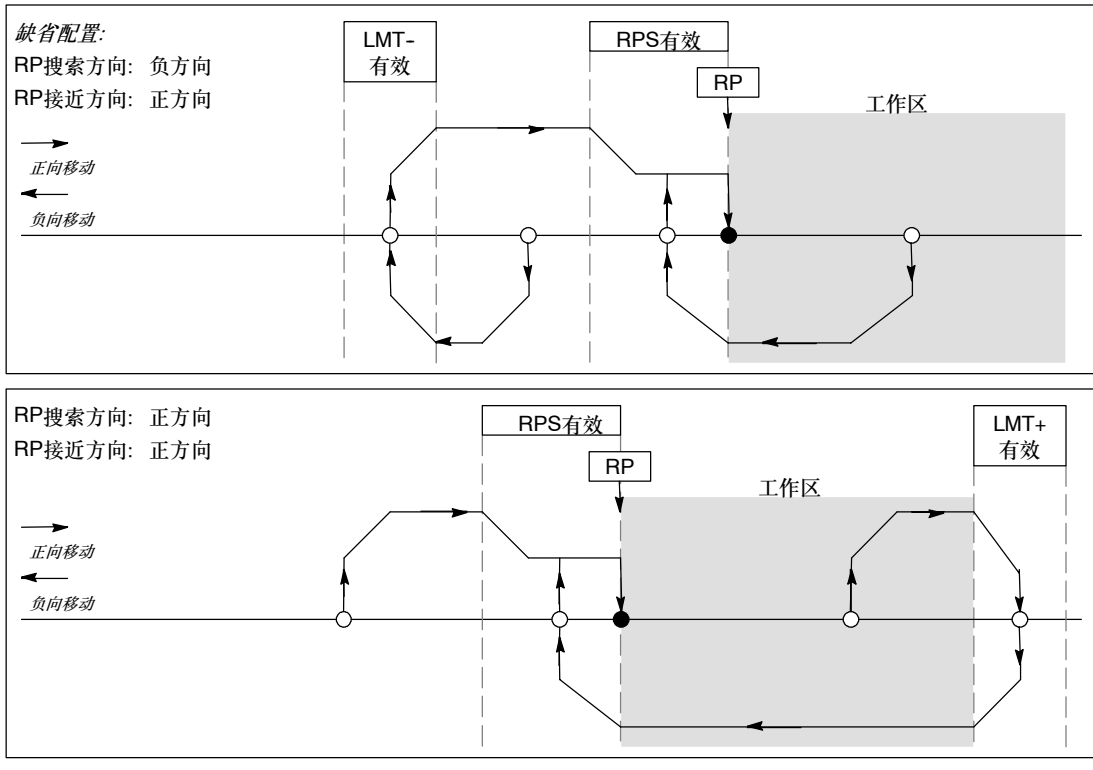 缺省配置:
RP搜索方向: 负方向
RP接近方向: 正方向
正向移动
负向移动
LMT-
有效
RPS有效
RP
工作区
RP搜索方向: 正方向
RP接近方向: 正方向
正向移动
负向移动
RPS有效
RP
工作区
LMT+
有效